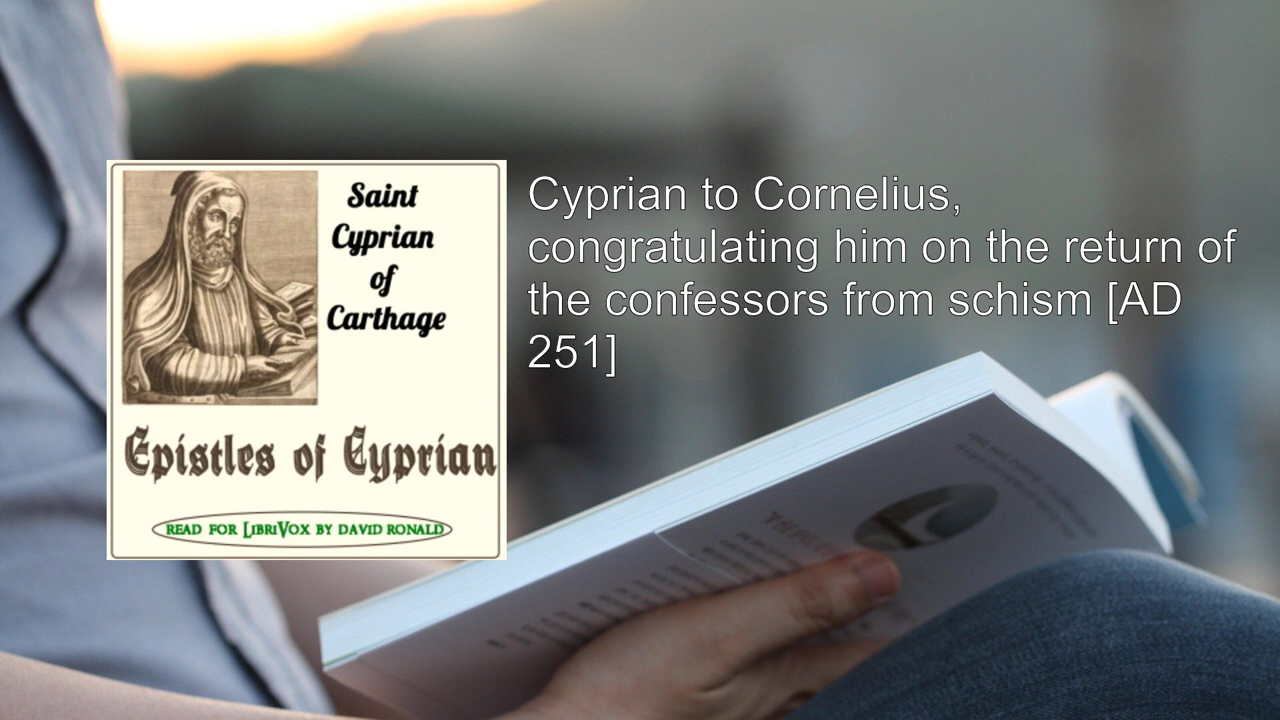 Saint
Cyprian
of
Carthage
Epistles of Cyprian
READ FOR LIBRIVOX BY DAVID RONALD
Cyprian to Cornelius,
congratulating him on the return of
the confessors from schism [AD
251]